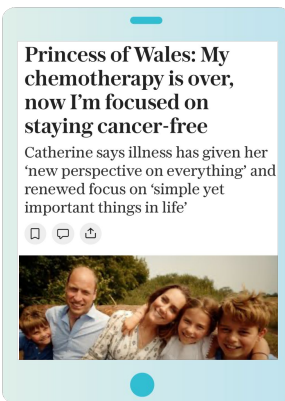 Princess of Wales: My
chemotherapy is over,
now I’m focused on
staying cancer-free
Catherine says illness has given her
‘new perspective on everything’ and
renewed focus on ‘simple yet
important things in life’